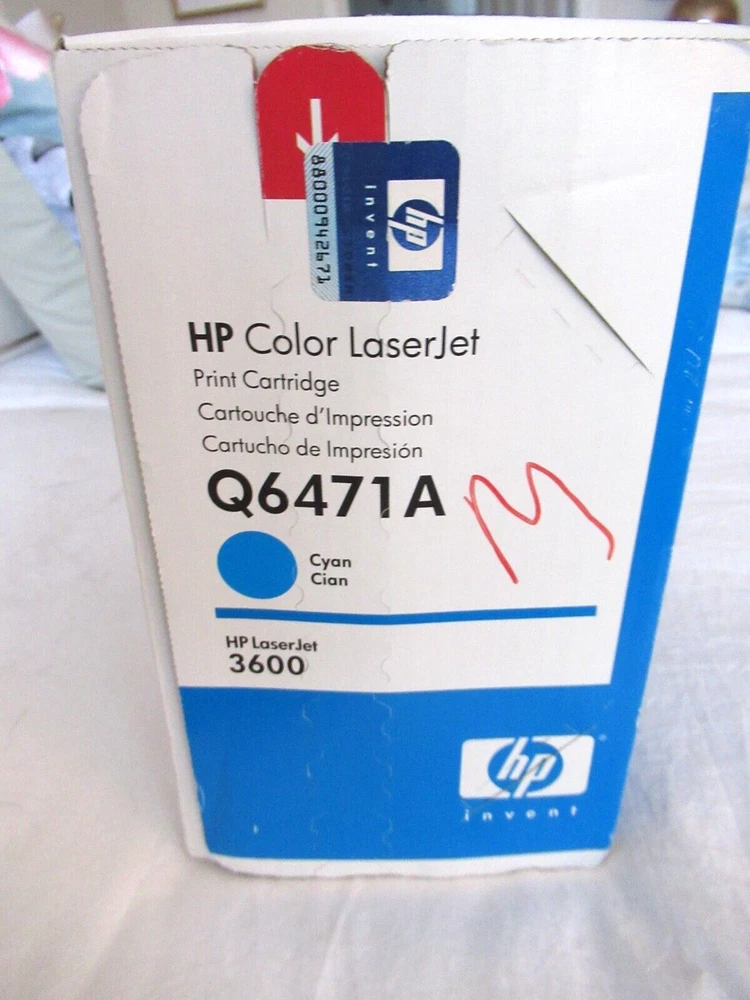 88000942671
hp
invent
HP Color LaserJet
Print Cartridge
Cartouche d'Impression
Cartucho de Impresión
Q6471A
M
Cyan
Cian
HP LaserJet
3600
hp
invent